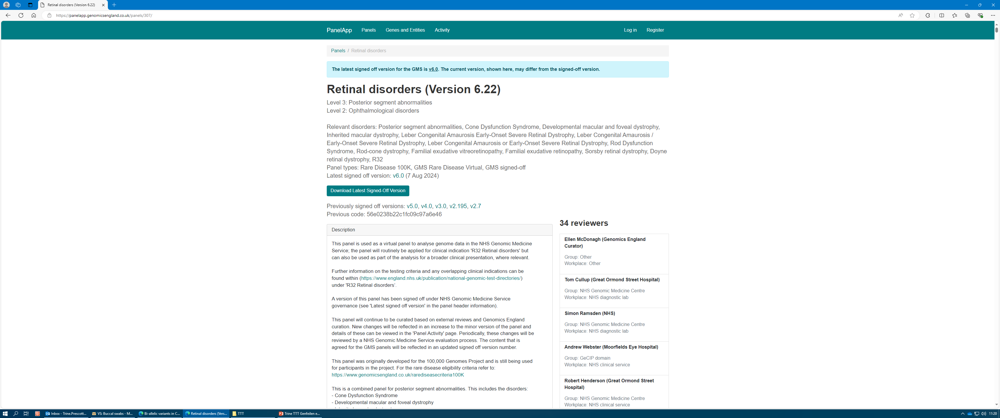 Retinal disorders (Version 6.22)
https://panelapp.genomicsengland.co.uk/panels/307/
PanelApp Panels Genes and Entities Activity Log in Register
Panels / Retinal disorders
The latest signed off version for the GMS is v6.0. The current version, shown here, may differ from the signed-off version.
Retinal disorders (Version 6.22)
Level 3: Posterior segment abnormalities
Level 2: Ophthalmological disorders
Relevant disorders: Posterior segment abnormalities, Cone Dysfunction Syndrome, Developmental macular and foveal dystrophy,
Inherited macular dystrophy, Leber Congenital Amaurosis Early-Onset Severe Retinal Dystrophy, Leber Congenital Amaurosis /
Early-Onset Severe Retinal Dystrophy, Leber Congenital Amaurosis or Early-Onset Severe Retinal Dystrophy, Rod Dysfunction
Syndrome, Rod-cone dystrophy, Familial exudative vitreoretinopathy, Familial exudative retinopathy, Sorsby retinal dystrophy, Doyne
retinal dystrophy, R32
Panel types: Rare Disease 100K, GMS Rare Disease Virtual, GMS signed-off
Latest signed off version: v6.0 (7 Aug 2024)
Download Latest Signed-Off Version
Previously signed off versions: v5.0, v4.0, v3.0, v2.195, v2.7
Previous code: 56e0238b22c1fc09c97a6e46
Description
This panel is used as a virtual panel to analyse genome data in the NHS Genomic Medicine
Service; the panel will routinely be applied for clinical indication 'R32 Retinal disorders' but
can also be used as part of the analysis for a broader clinical presentation, where relevant.
Further information on the testing criteria and any overlapping clinical indications can be
found within (https://www.england.nhs.uk/publication/national-genomic-test-directories/)
under 'R32 Retinal disorders'.
A version of this panel has been signed off under NHS Genomic Medicine Service
governance (see 'Latest signed off version' in the panel header information).
This panel will continue to be curated based on external reviews and Genomics England
curation. New changes will be reflected in an increase to the minor version of the panel and
details of these can be viewed in the 'Panel Activity' page. Periodically, these changes will be
reviewed by a NHS Genomic Medicine Service evaluation process. The content that is
agreed for the GMS panels will be reflected in an updated signed off version number.
This panel was originally developed for the 100,000 Genomes Project and is still being used
for participants in the project. For the rare disease eligibility criteria refer to:
https://www.genomicsengland.co.uk/rarediseasecriteria100K
This is a combined panel for posterior segment abnormalities. This includes the disorders:
- Cone Dysfunction Syndrome
- Developmental macular and foveal dystrophy
34 reviewers
Ellen McDonagh (Genomics England
Curator)
Group: Other
Workplace: Other
Tom Cullup (Great Ormond Street Hospital)
Group: NHS Genomic Medicine Centre
Workplace: NHS diagnostic lab
Simon Ramsden (NHS)
Group: NHS Genomic Medicine Centre
Workplace: NHS diagnostic lab
Andrew Webster (Moorfields Eye Hospital)
Group: GeCIP domain
Workplace: NHS clinical service
Robert Henderson (Great Ormond Street
Hospital)
Group: NHS Genomic Medicine Centre
Workplace: NHS clinical service
Inbox - Trine.Prescott... VS: Buccal swabs - M... Bi-allelic variants in C... Retinal disorders (Vers... TTT Trine TTT Genfeilen e... 11:20